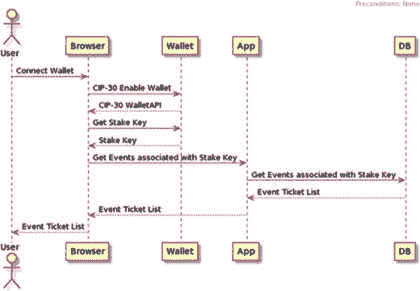 Preconditions: None
User
Browser
Wallet
App
DB
Connect Wallet
CIP-30 Enable Wallet
CIP-30 WalletAPI
Get Stake Key
Stake Key
Get Events associated with Stake Key
Get Events associated with Stake Key
Event Ticket List
Event Ticket List
Event Ticket List
User
Browser
Wallet
App
DB